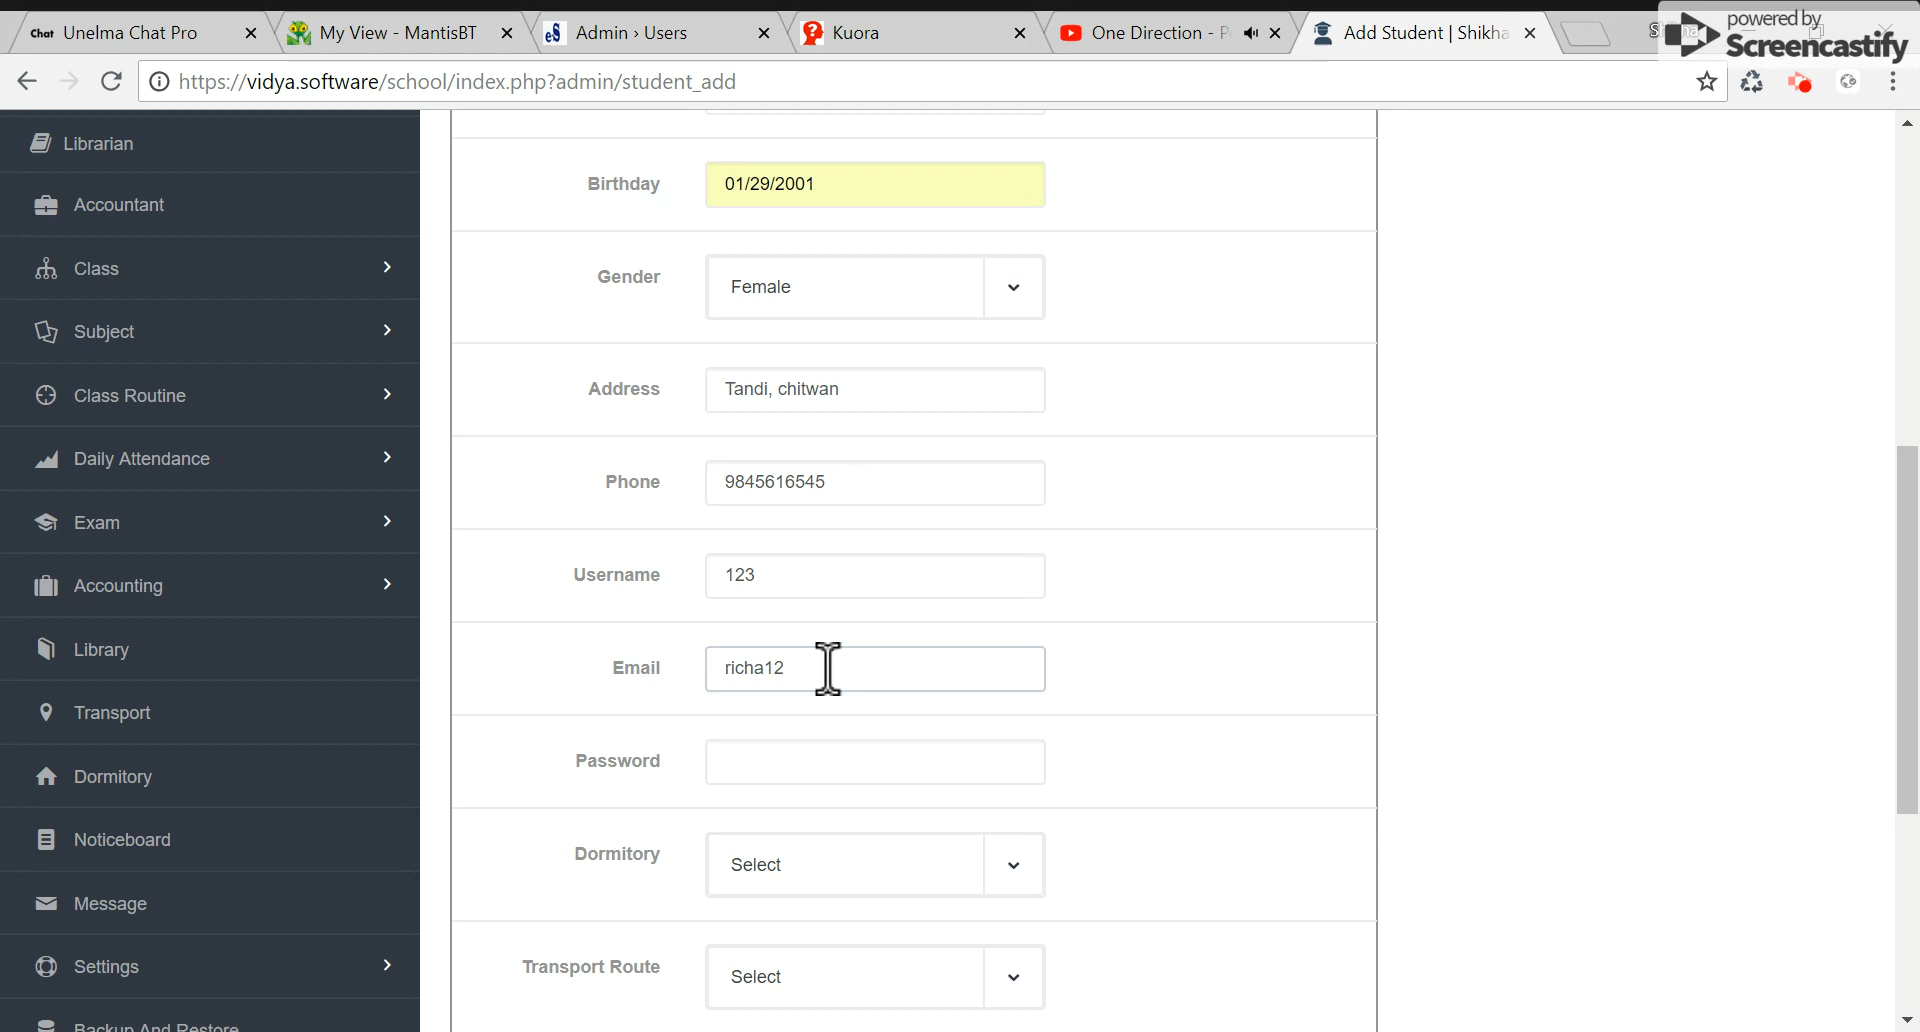 Chat Unelma Chat Pro
My View - MantisBT
eS Admin › Users
Kuora
One Direction - P
Add Student | Shikha
powered by
Screencastify
https://vidya.software/school/index.php?admin/student_add
Librarian
Accountant
Class
Subject
Class Routine
Daily Attendance
Exam
Accounting
Library
Transport
Dormitory
Noticeboard
Message
Settings
Backup And Restore
Birthday 01/29/2001
Gender Female
Address Tandi, chitwan
Phone 9845616545
Username 123
Email richa12
Password
Dormitory Select
Transport Route Select